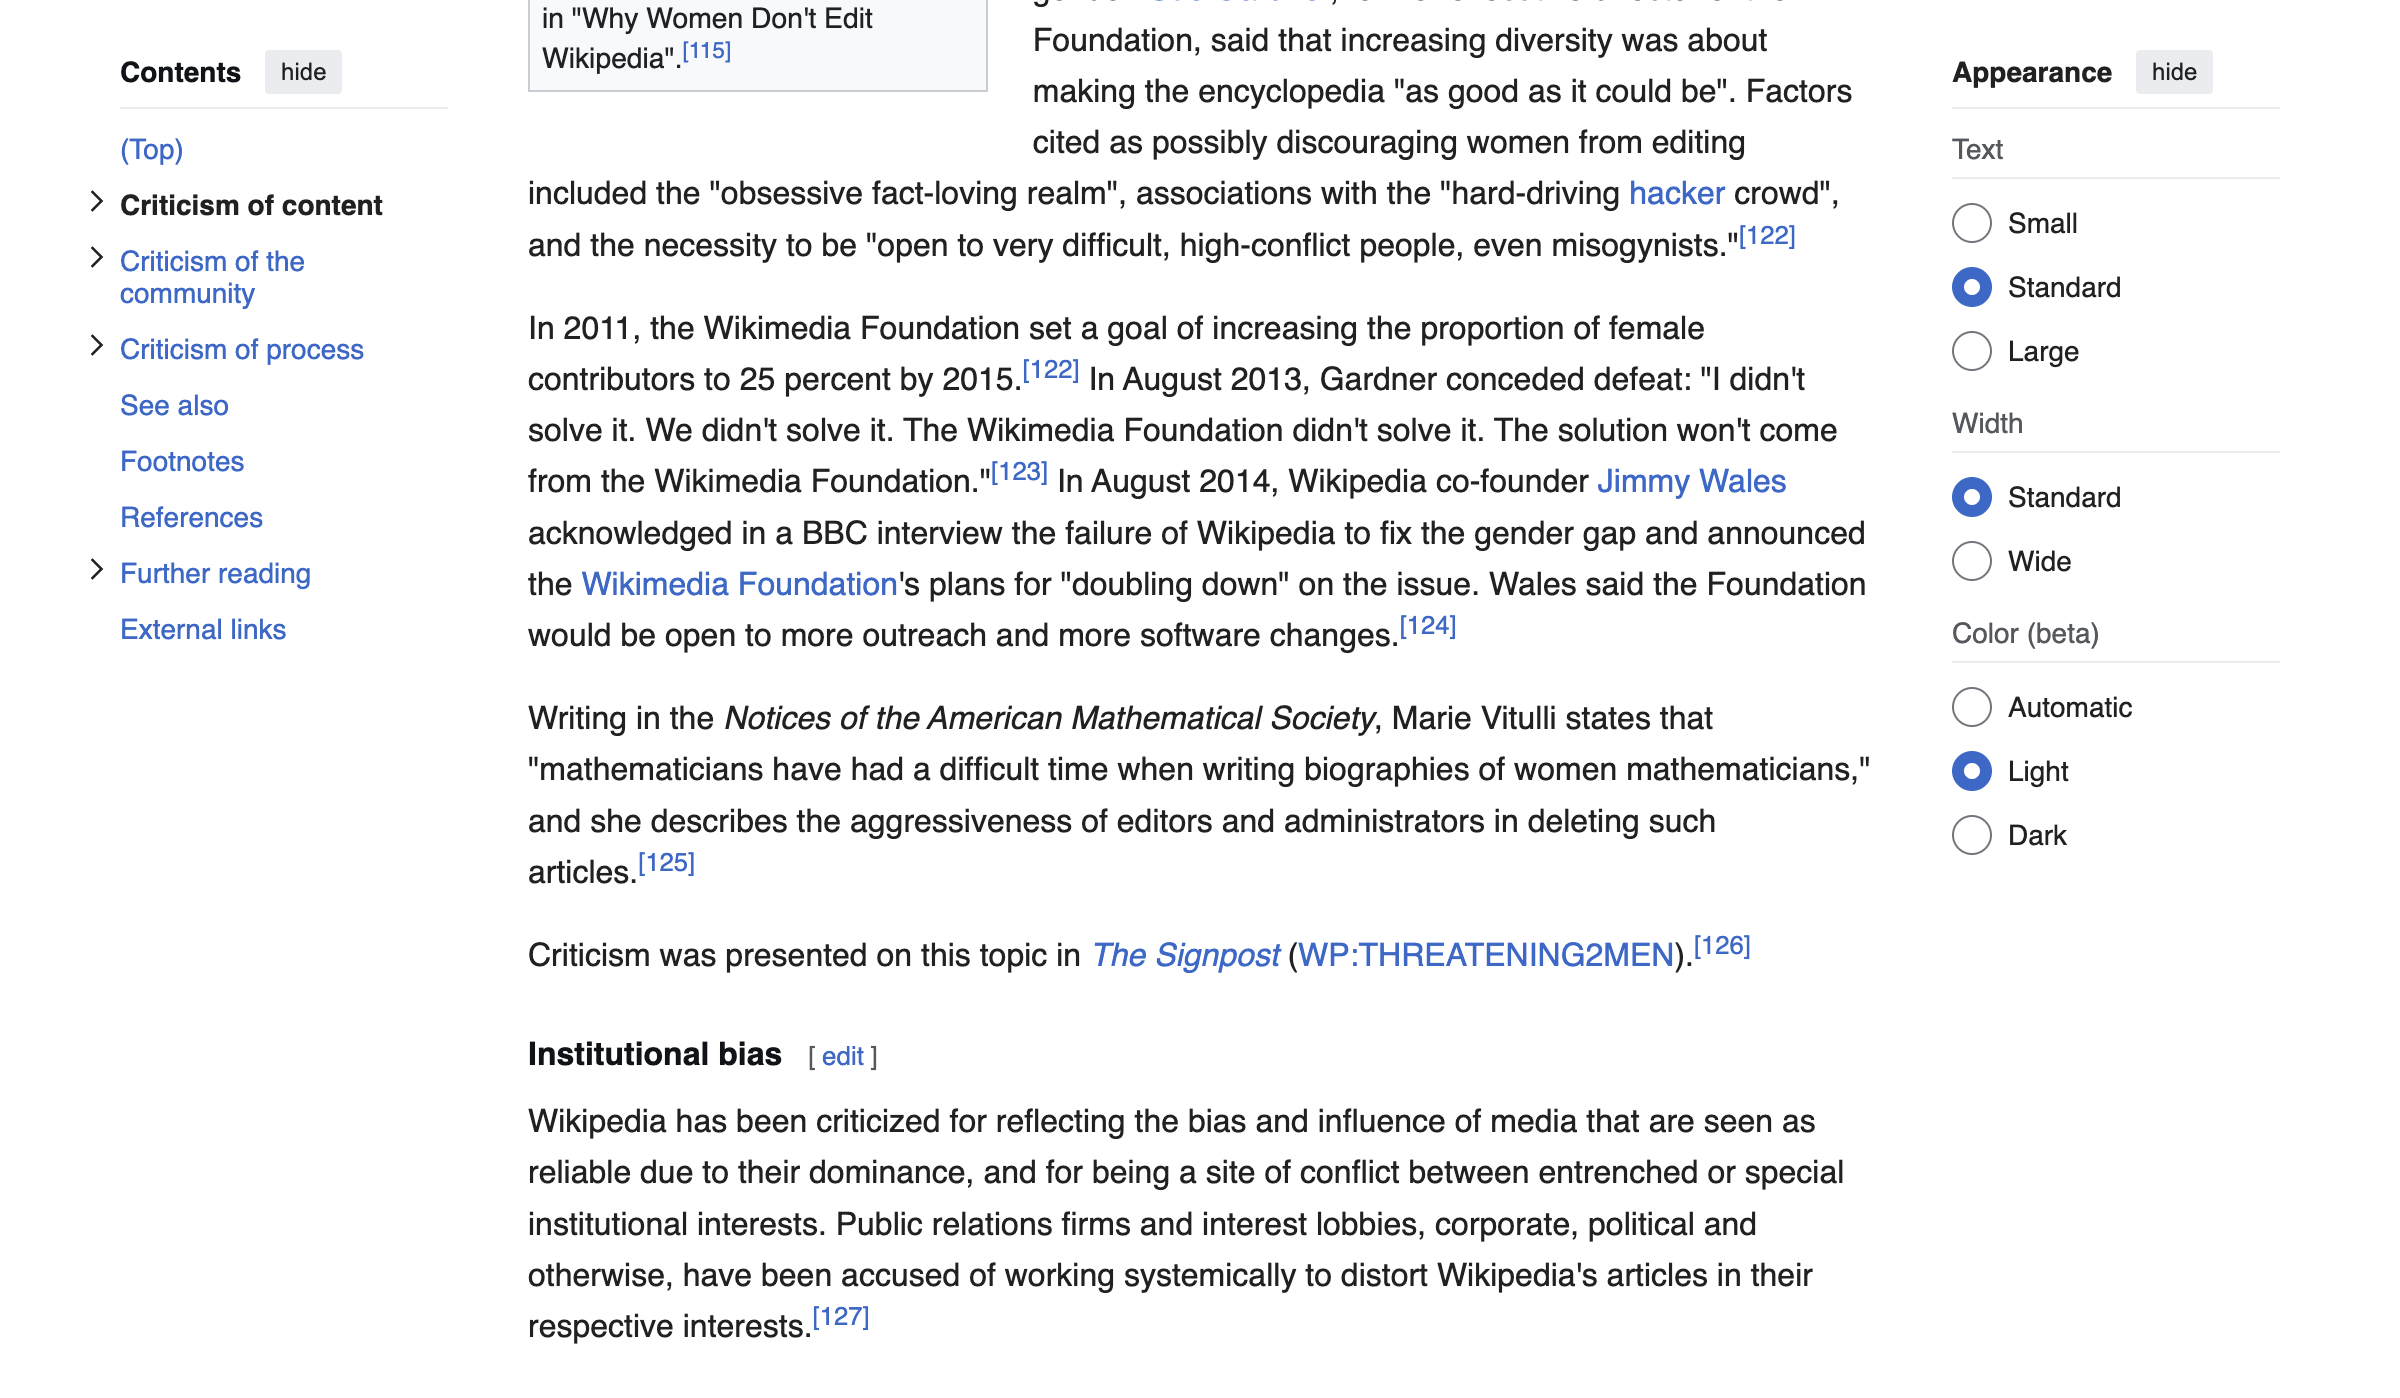 Contents hide
(Top)
Criticism of content
Criticism of the
community
Criticism of process
See also
Footnotes
References
Further reading
External links
in "Why Women Don't Edit
Wikipedia".[115]
Foundation, said that increasing diversity was about
making the encyclopedia "as good as it could be". Factors
cited as possibly discouraging women from editing
included the "obsessive fact-loving realm", associations with the "hard-driving hacker crowd",
and the necessity to be "open to very difficult, high-conflict people, even misogynists."[122]
In 2011, the Wikimedia Foundation set a goal of increasing the proportion of female
contributors to 25 percent by 2015.[122] In August 2013, Gardner conceded defeat: "I didn't
solve it. We didn't solve it. The Wikimedia Foundation didn't solve it. The solution won't come
from the Wikimedia Foundation."[123] In August 2014, Wikipedia co-founder Jimmy Wales
acknowledged in a BBC interview the failure of Wikipedia to fix the gender gap and announced
the Wikimedia Foundation's plans for "doubling down" on the issue. Wales said the Foundation
would be open to more outreach and more software changes.[124]
Writing in the Notices of the American Mathematical Society, Marie Vitulli states that
"mathematicians have had a difficult time when writing biographies of women mathematicians,"
and she describes the aggressiveness of editors and administrators in deleting such
articles.[125]
Criticism was presented on this topic in The Signpost (WP:THREATENING2MEN).[126]
Institutional bias [ edit ]
Wikipedia has been criticized for reflecting the bias and influence of media that are seen as
reliable due to their dominance, and for being a site of conflict between entrenched or special
institutional interests. Public relations firms and interest lobbies, corporate, political and
otherwise, have been accused of working systemically to distort Wikipedia's articles in their
respective interests.[127]
Appearance hide
Text
Small
Standard
Large
Width
Standard
Wide
Color (beta)
Automatic
Light
Dark